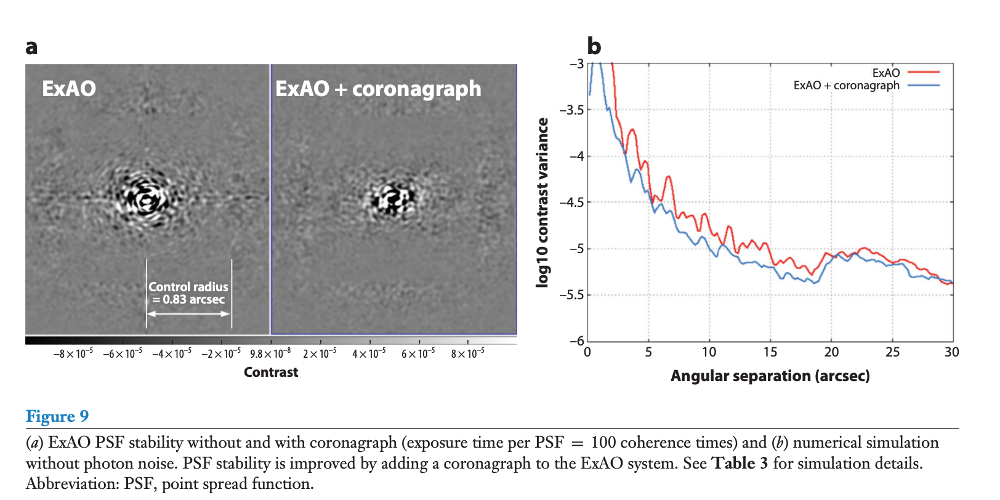 a
ExAO
ExAO + coronagraph
Control radius
= 0.83 arcsec
−8 × 10⁻⁵ −6 × 10⁻⁵ −4 × 10⁻⁵ −2 × 10⁻⁵ 9.8 × 10⁻⁸ 2 × 10⁻⁵ 4 × 10⁻⁵ 6 × 10⁻⁵ 8 × 10⁻⁵
Contrast
b
log10 contrast variance
−3
−3.5
−4
−4.5
−5
−5.5
−6
ExAO
ExAO + coronagraph
0 5 10 15 20 25 30
Angular separation (arcsec)
Figure 9
(a) ExAO PSF stability without and with coronagraph (exposure time per PSF = 100 coherence times) and (b) numerical simulation
without photon noise. PSF stability is improved by adding a coronagraph to the ExAO system. See Table 3 for simulation details.
Abbreviation: PSF, point spread function.